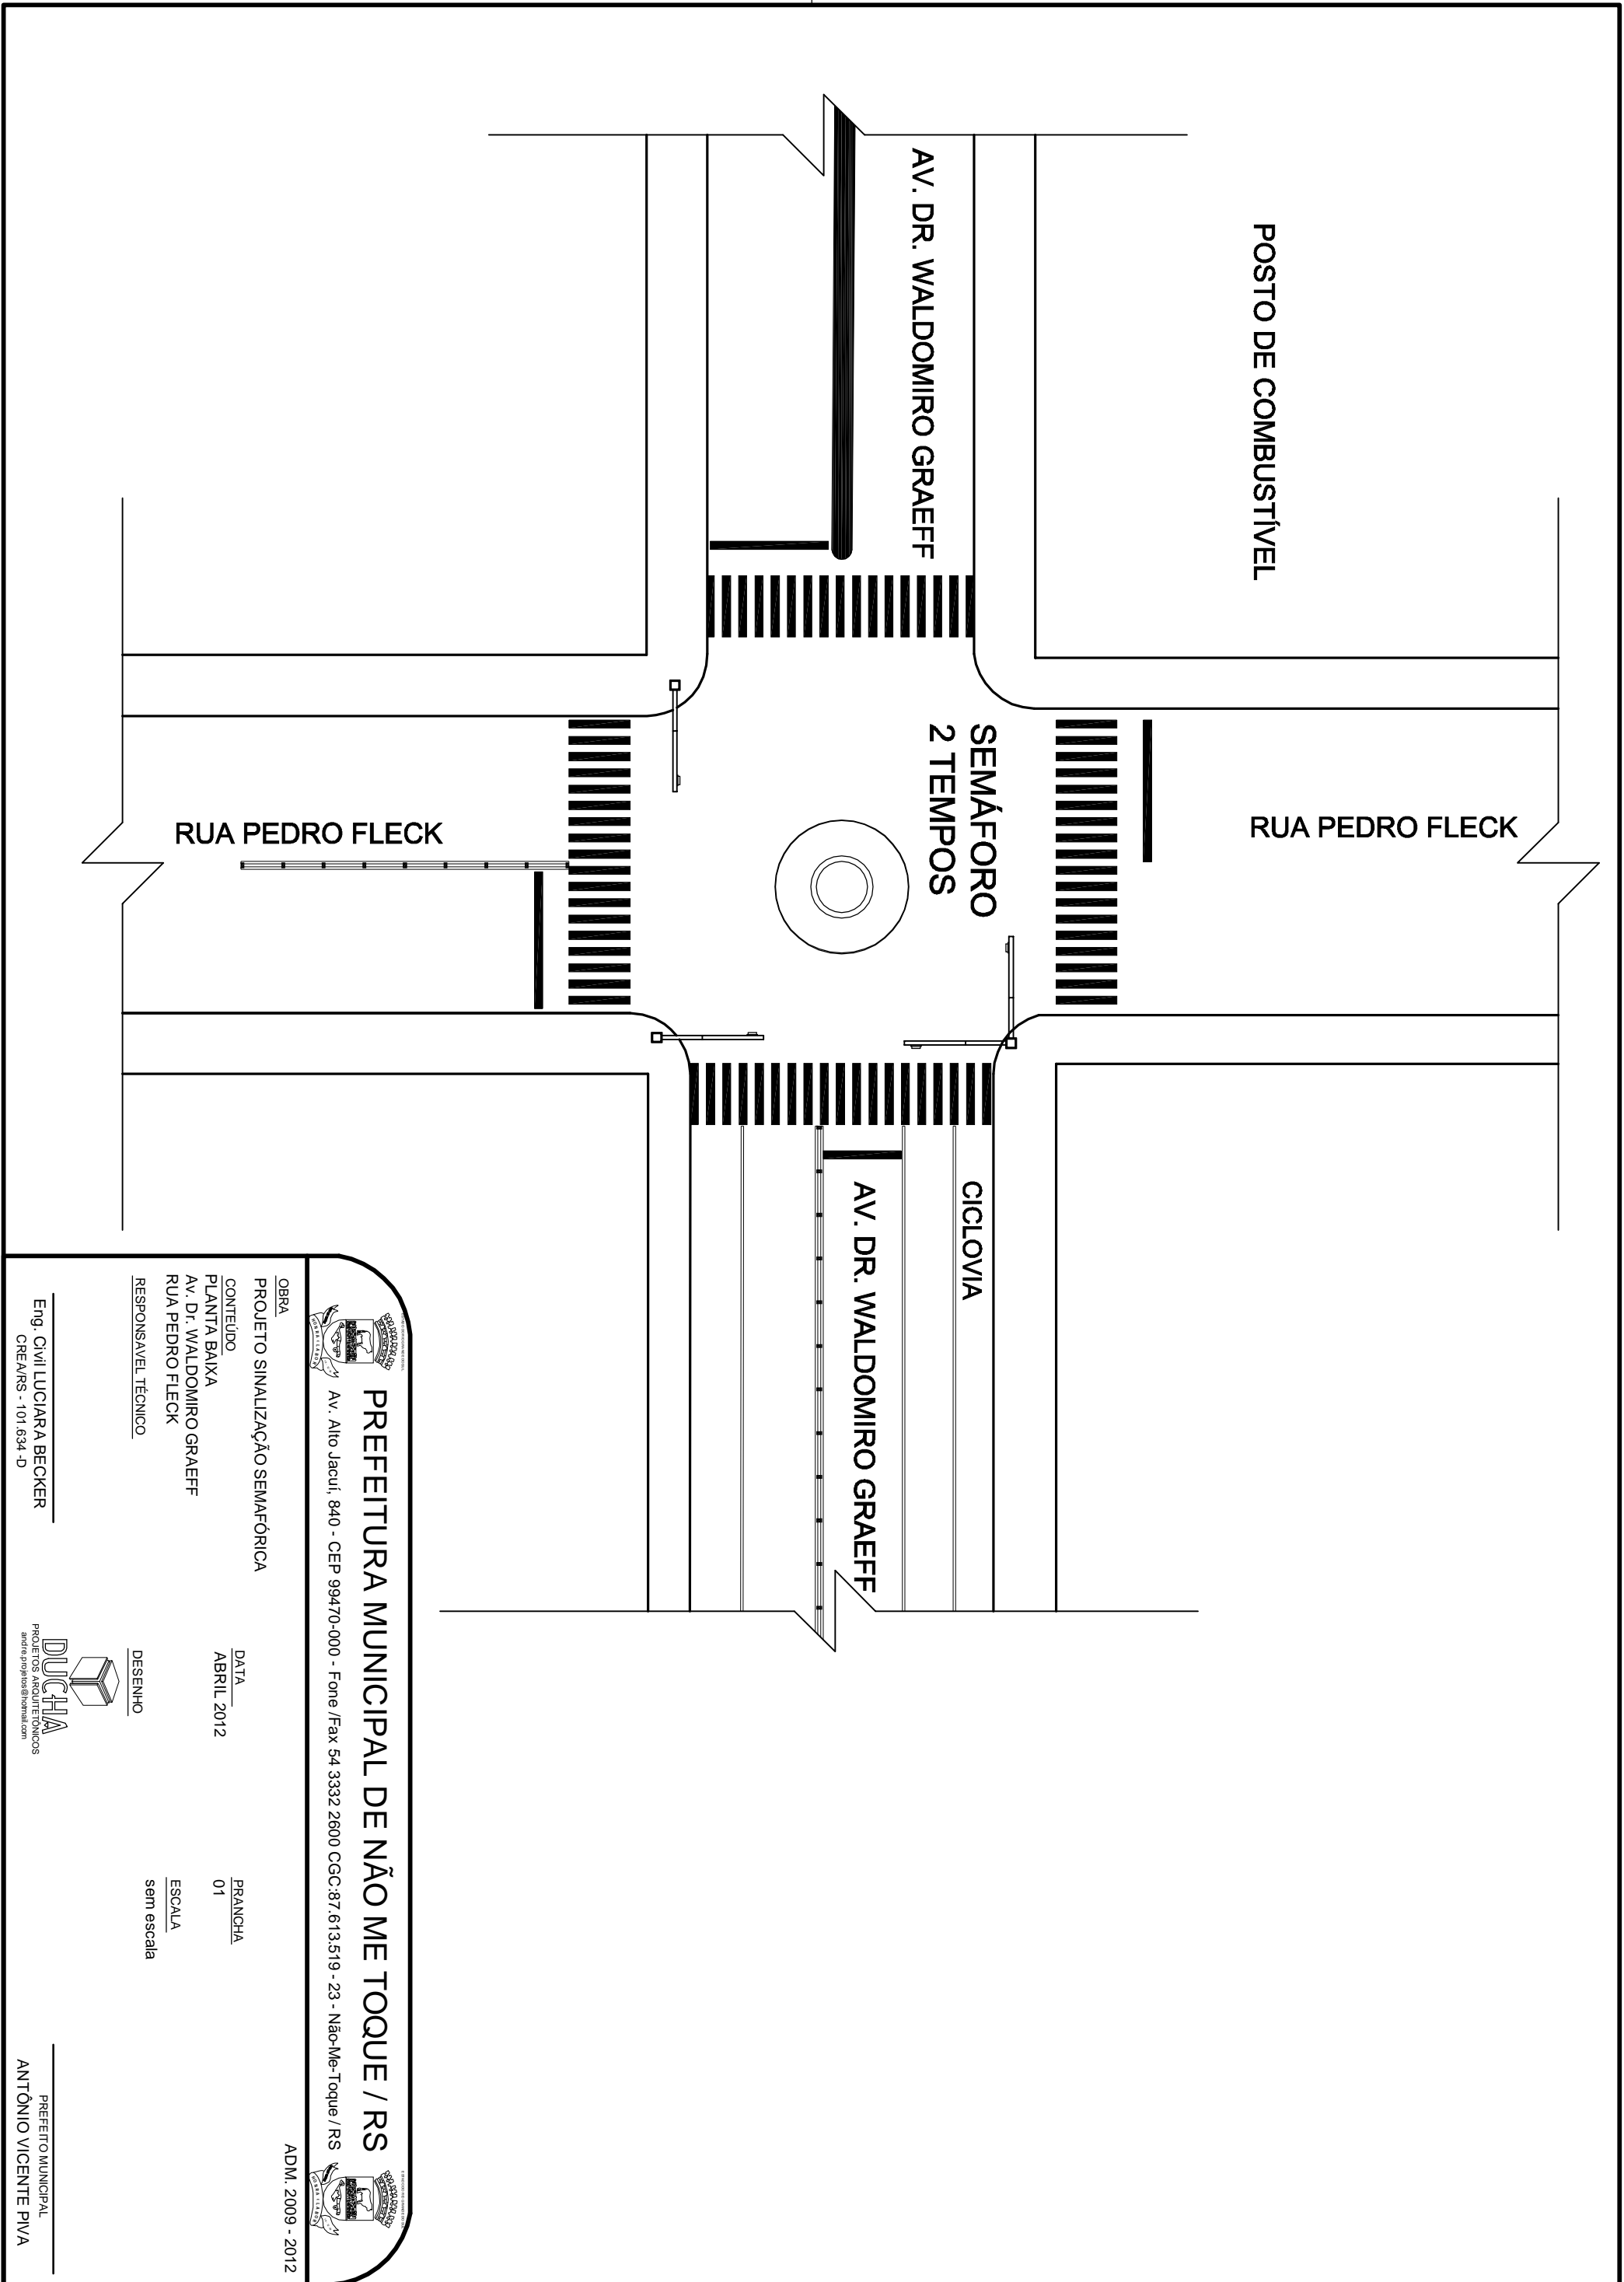 POSTO DE COMBUSTÍVEL
AV. DR. WALDOMIRO GRAEFF
RUA PEDRO FLECK
SEMÁFORO
2 TEMPOS
RUA PEDRO FLECK
CICLOVIA
AV. DR. WALDOMIRO GRAEFF
PREFEITURA MUNICIPAL DE NÃO ME TOQUE / RS
Av. Alto Jacuí, 840 - CEP 99470-000 - Fone /Fax 54 3332 2600 CGC:87.613.519 - 23 - Não-Me-Toque / RS
ADM. 2009 - 2012
OBRA
PROJETO SINALIZAÇÃO SEMAFÓRICA
CONTEÚDO
PLANTA BAIXA
Av. Dr. WALDOMIRO GRAEFF
RUA PEDRO FLECK
DATA
ABRIL 2012
PRANCHA
01
ESCALA
sem escala
RESPONSAVEL TÉCNICO
DESENHO
Eng. Civil LUCIARA BECKER
CREA/RS - 101.634 -D
DUCHA
PROJETOS ARQUITETÔNICOS
andre.projetos@hotmail.com
PREFEITO MUNICIPAL
ANTÔNIO VICENTE PIVA